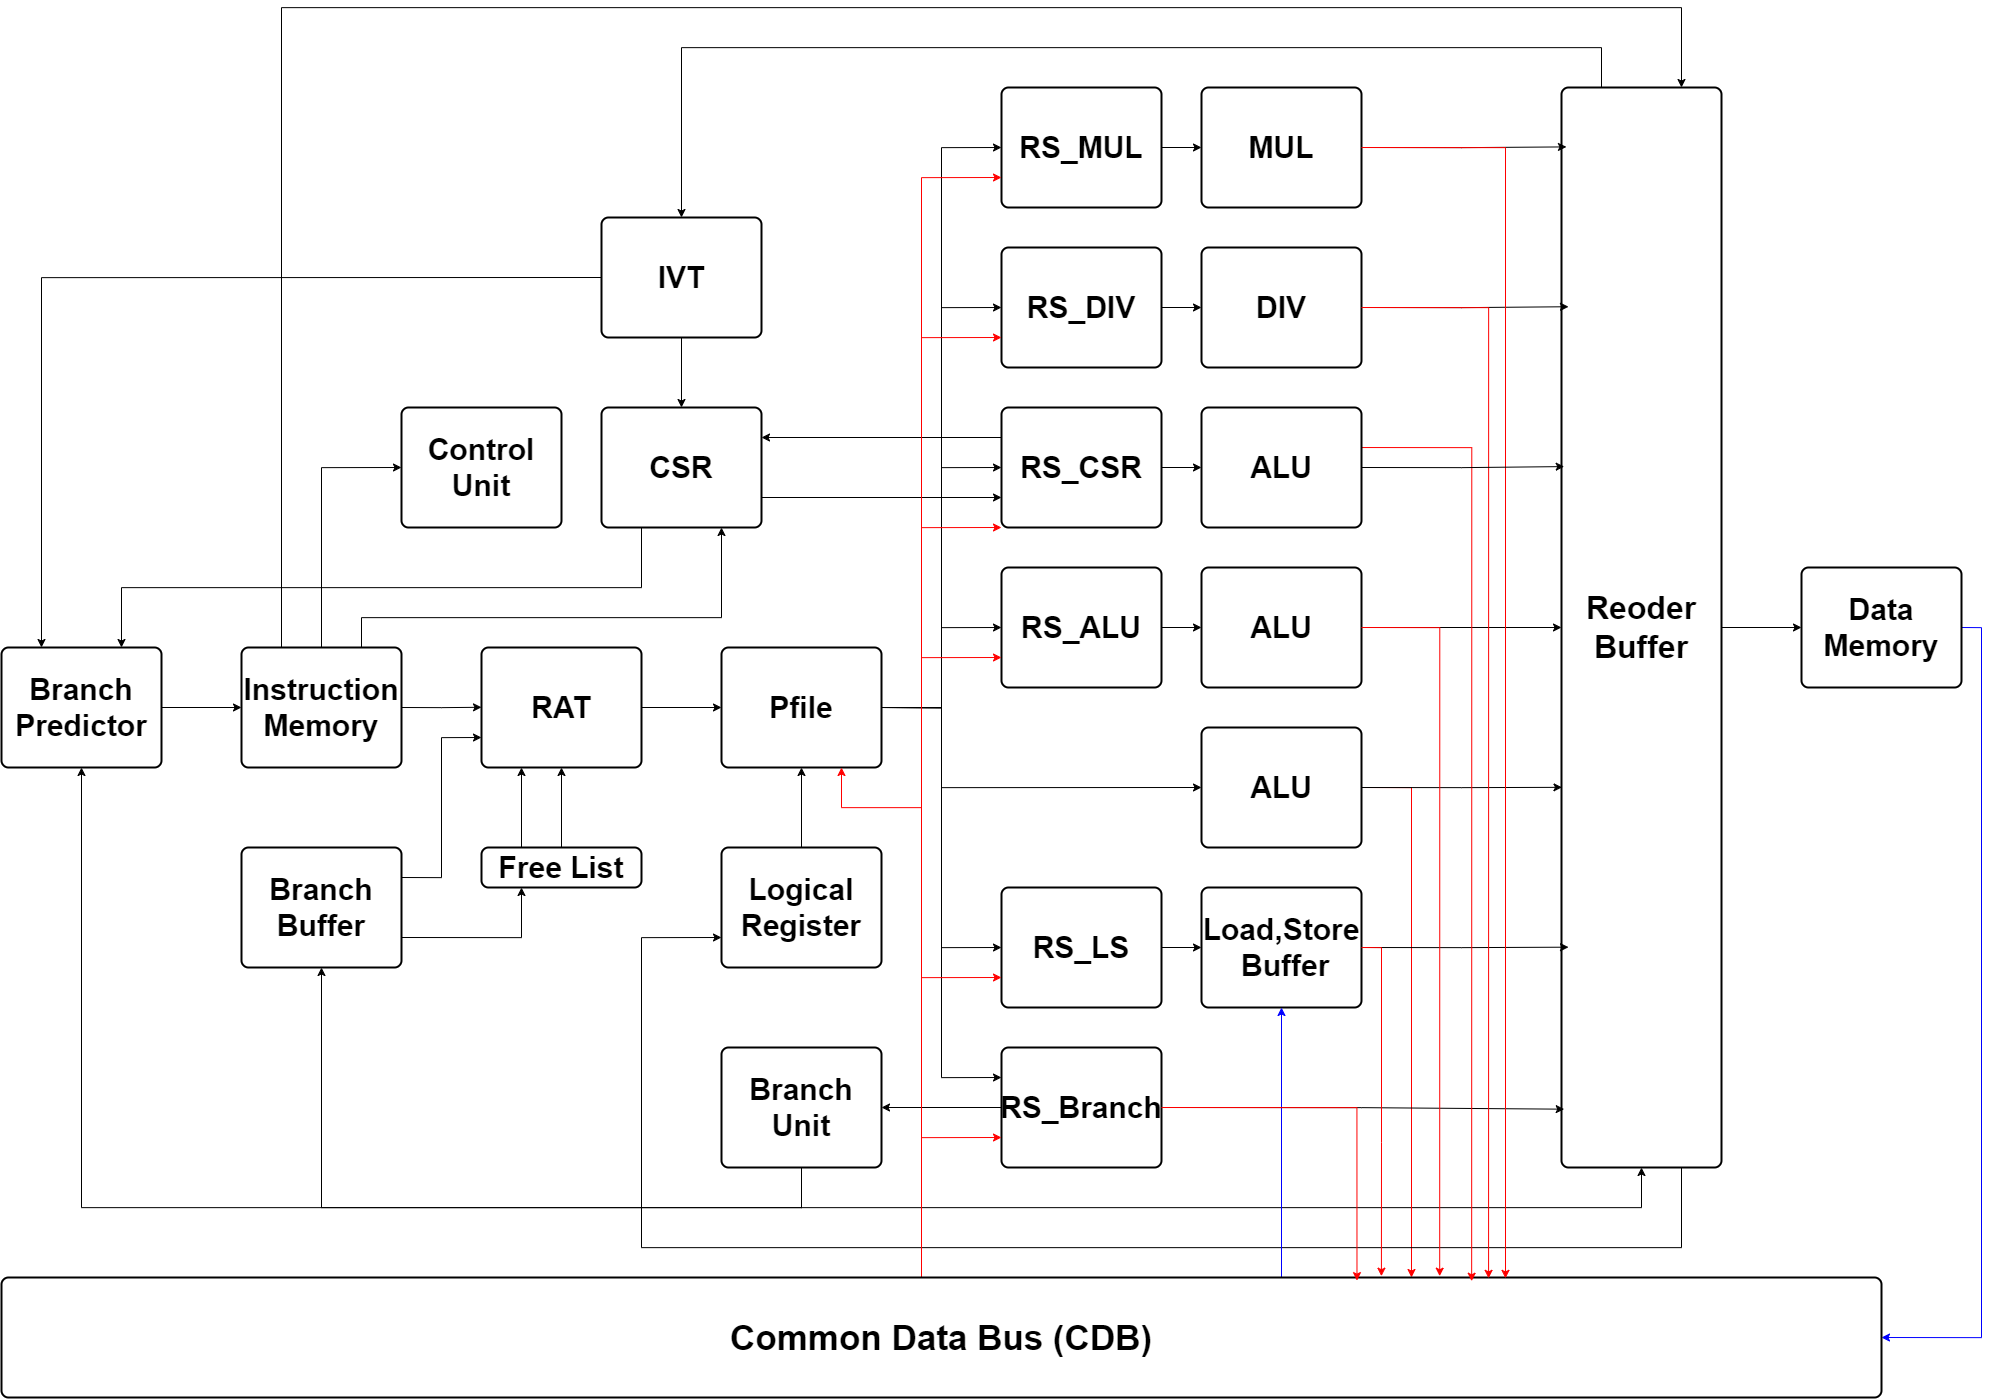 RS_MUL
MUL
IVT
RS_DIV
DIV
Control
Unit
CSR
RS_CSR
ALU
RS_ALU
ALU
Reoder
Buffer
Data
Memory
Branch
Predictor
Instruction
Memory
RAT
Pfile
ALU
Branch
Buffer
Free List
Logical
Register
RS_LS
Load,Store
Buffer
Branch
Unit
RS_Branch
Common Data Bus (CDB)